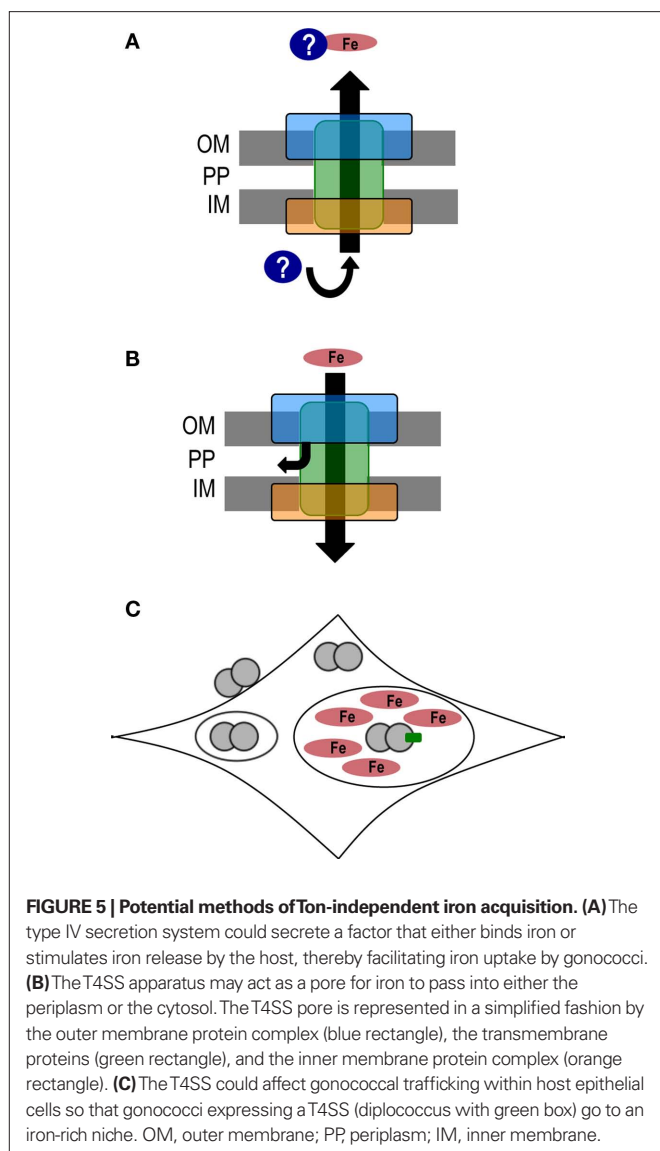 A
? Fe
OM
PP
IM
?
B
Fe
OM
PP
IM
C
Fe
Fe
Fe
Fe
Fe
FIGURE 5 | Potential methods of Ton-independent iron acquisition. (A) The
type IV secretion system could secrete a factor that either binds iron or
stimulates iron release by the host, thereby facilitating iron uptake by gonococci.
(B) The T4SS apparatus may act as a pore for iron to pass into either the
periplasm or the cytosol. The T4SS pore is represented in a simplified fashion by
the outer membrane protein complex (blue rectangle), the transmembrane
proteins (green rectangle), and the inner membrane protein complex (orange
rectangle). (C) The T4SS could affect gonococcal trafficking within host epithelial
cells so that gonococci expressing a T4SS (diplococcus with green box) go to an
iron-rich niche. OM, outer membrane; PP, periplasm; IM, inner membrane.